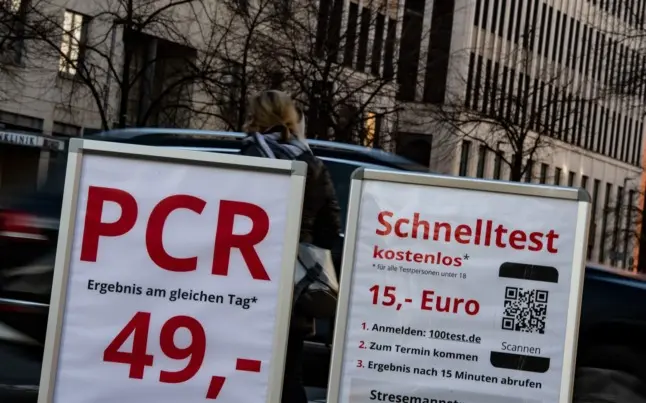 KLINIK
PCR
Ergebnis am gleichen Tag*
49,-
Schnelltest
kostenlos*
* für alle Testpersonen unter 18
15,- Euro
1. Anmelden: 100test.de
2. Zum Termin kommen
3. Ergebnis nach 15 Minuten abrufen
Scannen